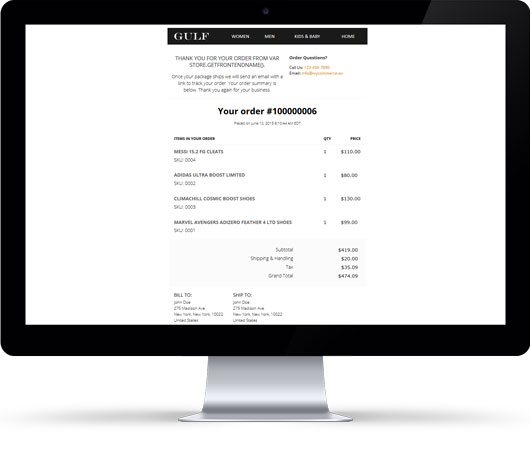 GULF WOMEN MEN KIDS & BABY HOME
THANK YOU FOR YOUR ORDER FROM VAR
STORE.GETFRONTENDNAME().
Once your package ships we will send an email with a
link to track your order. Your order summary is
below. Thank you again for your business.
Order Questions?
Call Us:
Email:
Your order #100000006
Placed on June 12, 2015
ITEMS IN YOUR ORDER QTY PRICE
MESSI 15.2 FG CLEATS 1 $110.00
SKU: 0004
ADIDAS ULTRA BOOST LIMITED 1 $80.00
SKU: 0002
CLIMACHILL COSMIC BOOST SHOES 1 $130.00
SKU: 0003
MARVEL AVENGERS ADIZERO FEATHER 4 LTD SHOES 1 $99.00
SKU: 0001
Subtotal $419.00
Shipping & Handling $20.00
Tax $35.09
Grand Total $474.09
BILL TO: SHIP TO:
John Doe John Doe
275 Madison Ave 275 Madison Ave
New York, New York, 10022 New York, New York, 10022
United States United States